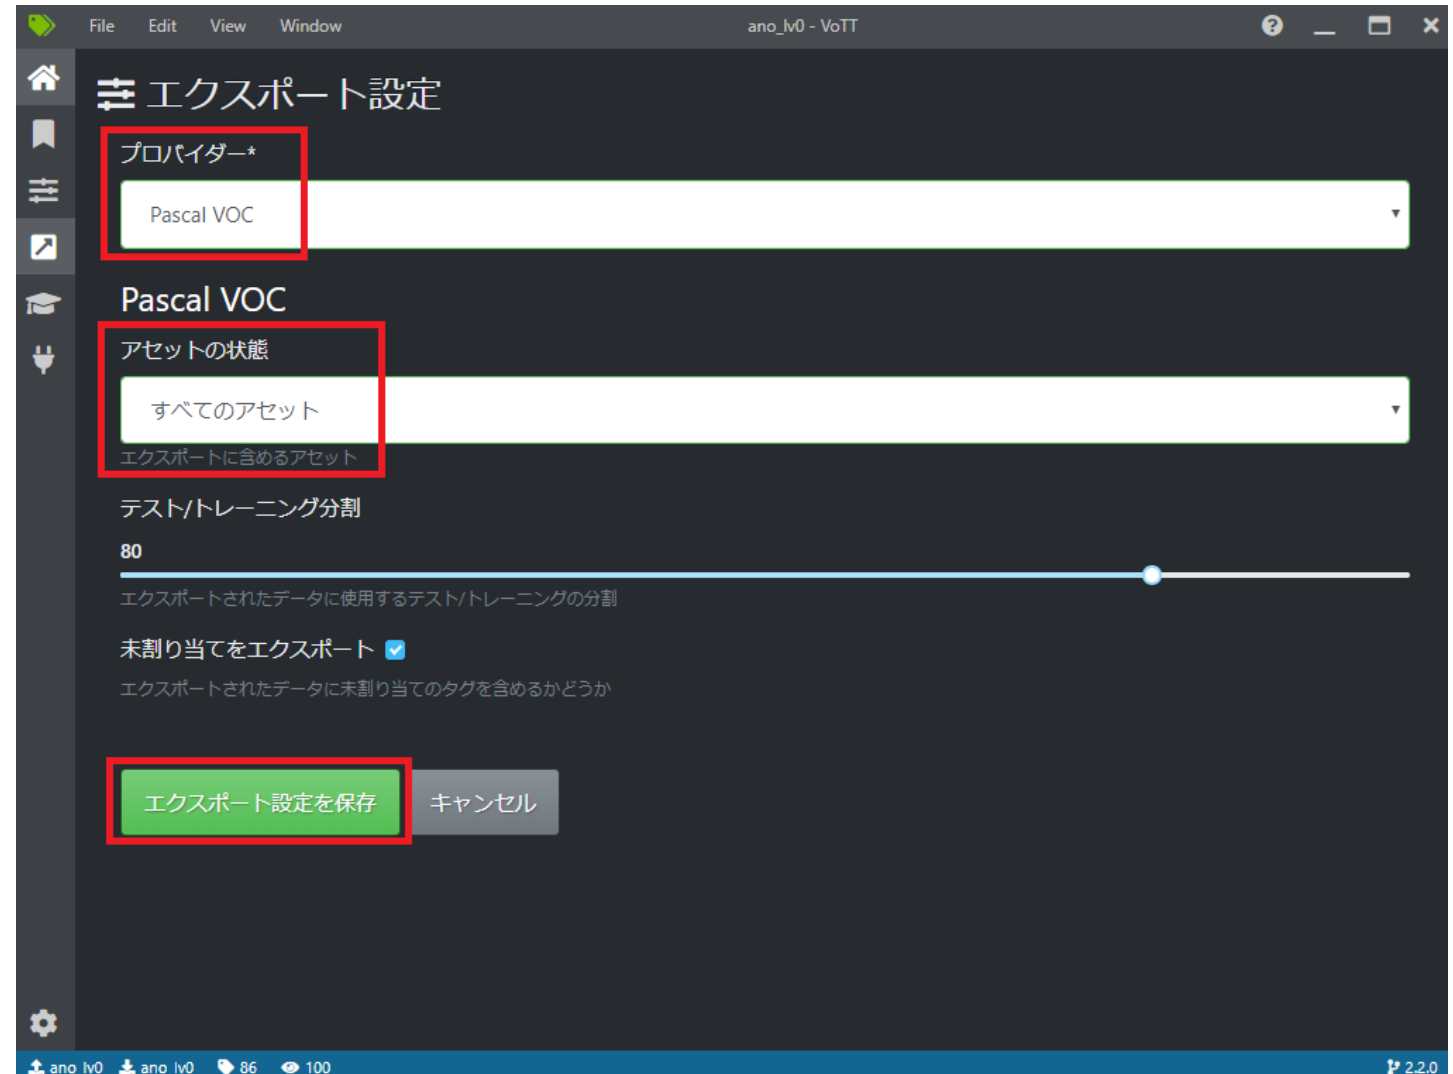 File Edit View Window ano_lv0 - VoTT
エクスポート設定
プロバイダー*
Pascal VOC
Pascal VOC
アセットの状態
すべてのアセット
エクスポートに含めるアセット
テスト/トレーニング分割
80
エクスポートされたデータに使用するテスト/トレーニングの分割
未割り当てをエクスポート
エクスポートされたデータに未割り当てのタグを含めるかどうか
エクスポート設定を保存 キャンセル
ano_lv0 ano_lv0 86 100 2.2.0